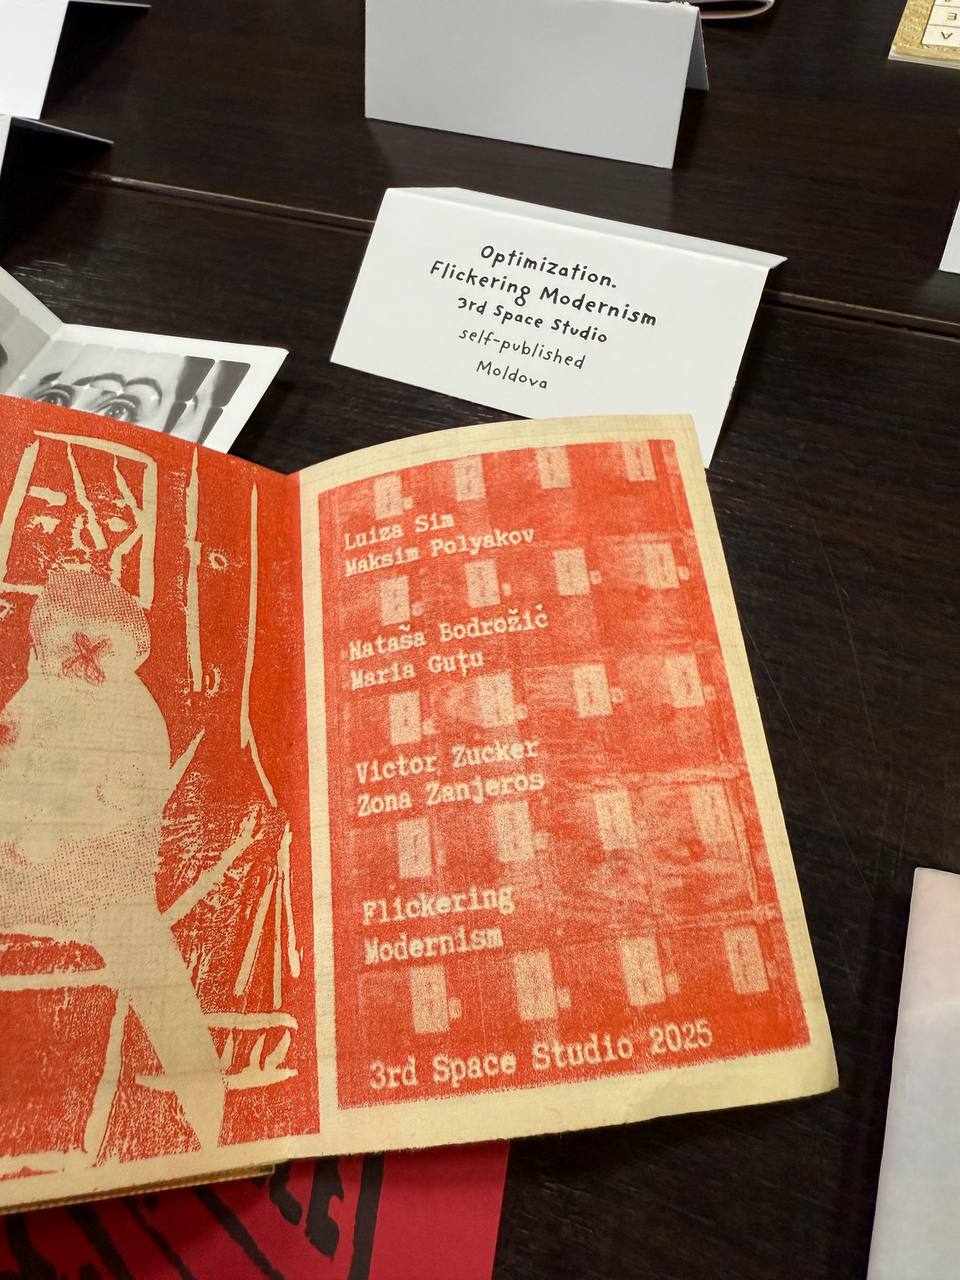 Optimization.
Flickering Modernism
3rd Space Studio
self-published
Moldova
Luiza Sim
Maksim Polyakov
Nataša Bodrožić
Maria Guțu
Victor Zucker
Zona Zanjeros
Flickering
Modernism
3rd Space Studio 2025